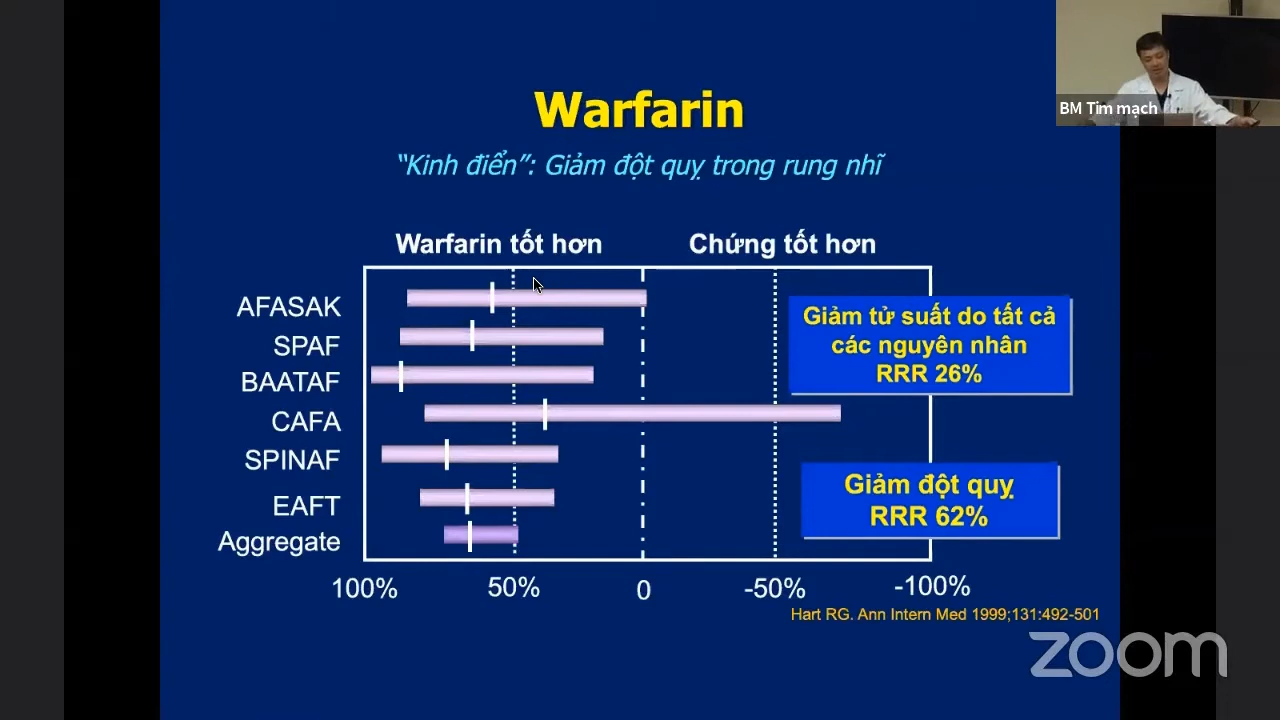 BM Tim mạch
Warfarin
“Kinh điển”: Giảm đột quỵ trong rung nhĩ
Warfarin tốt hơn
Chứng tốt hơn
AFASAK
SPAF
BAATAF
CAFA
SPINAF
EAFT
Aggregate
Giảm tử suất do tất cả
các nguyên nhân
RRR 26%
Giảm đột quỵ
RRR 62%
100%
50%
0
-50%
-100%
Hart RG. Ann Intern Med 1999;131:492-501
zoom